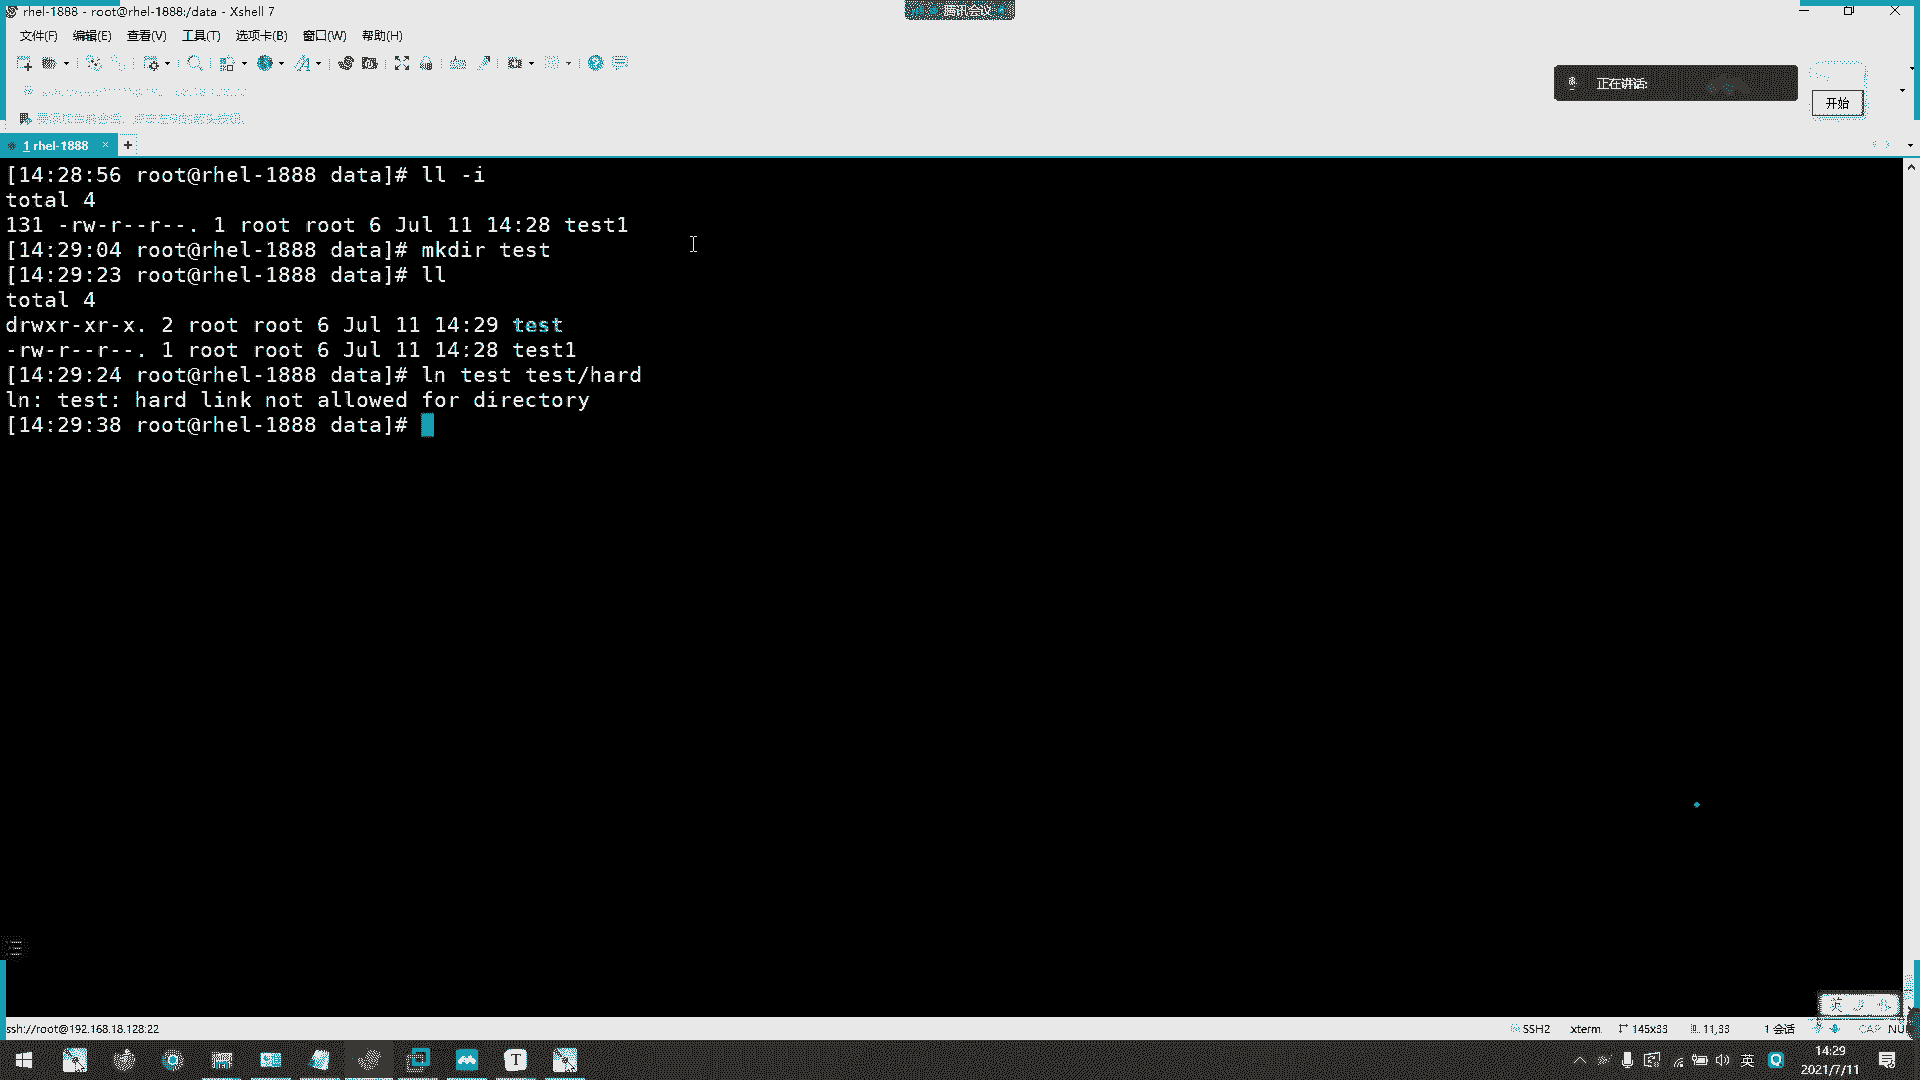 rhel-1888 - root@rhel-1888:/data - Xshell 7
腾讯会议
文件(F) 编辑(E) 查看(V) 工具(T) 选项卡(B) 窗口(W) 帮助(H)
正在讲话:
开始
1 rhel-1888 × +
[14:28:56 root@rhel-1888 data]# ll -i
total 4
131 -rw-r--r--. 1 root root 6 Jul 11 14:28 test1
[14:29:04 root@rhel-1888 data]# mkdir test
[14:29:23 root@rhel-1888 data]# ll
total 4
drwxr-xr-x. 2 root root 6 Jul 11 14:29 test
-rw-r--r--. 1 root root 6 Jul 11 14:28 test1
[14:29:24 root@rhel-1888 data]# ln test test/hard
ln: test: hard link not allowed for directory
[14:29:38 root@rhel-1888 data]#
英
ssh://root@192.168.18.128:22 SSH2 xterm 145x33 11,33 1 会话 CAP NU
T 英 14:29
2021/7/11